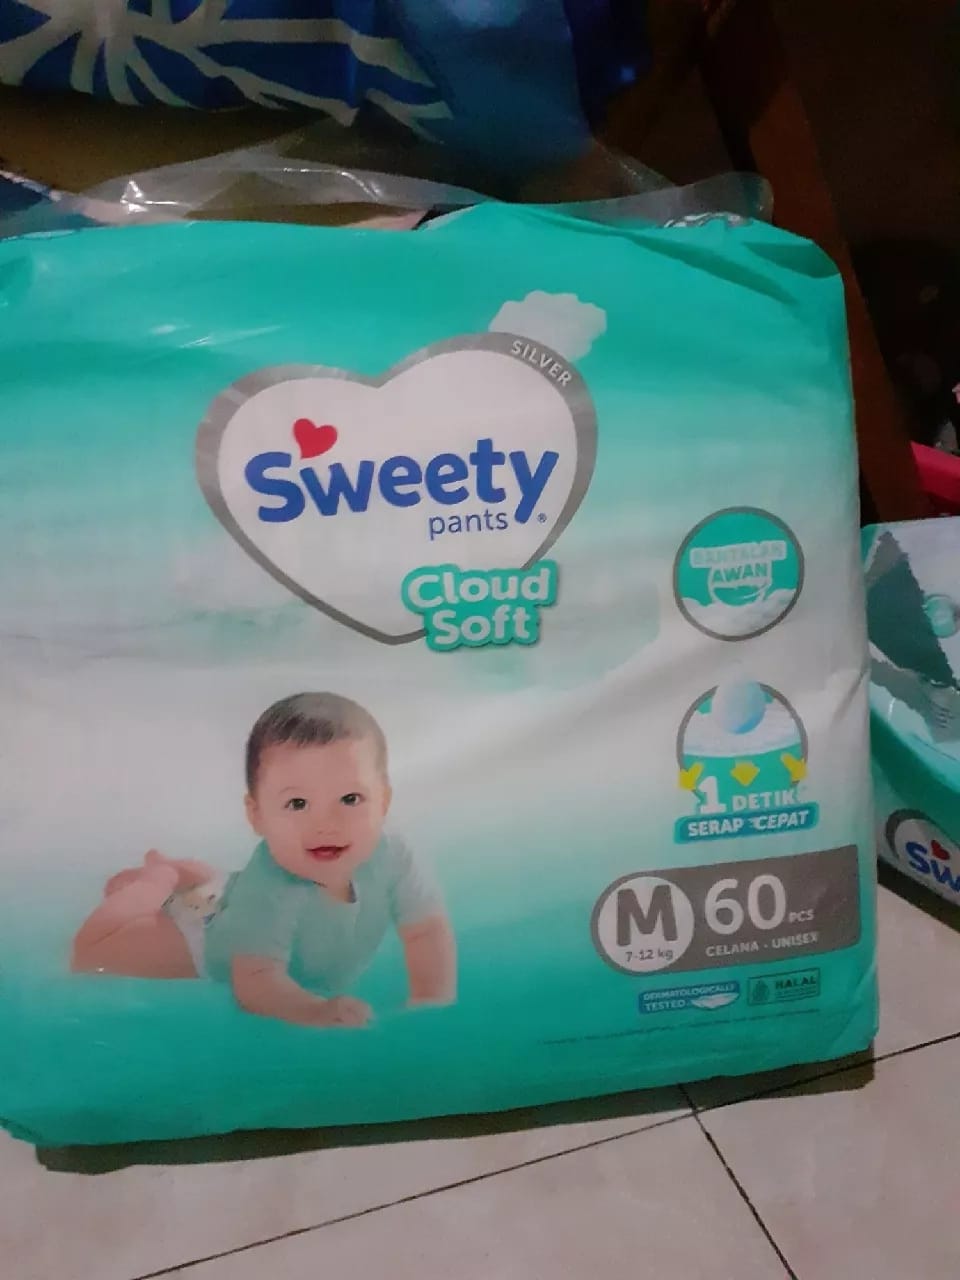 SILVER
Sweety
pants®
Cloud
Soft
BANTALAN
AWAN
1 DETIK
SERAP CEPAT
M
7-12 kg
60 PCS
CELANA - UNISEX
DERMATOLOGICALLY
TESTED
HALAL
Sw